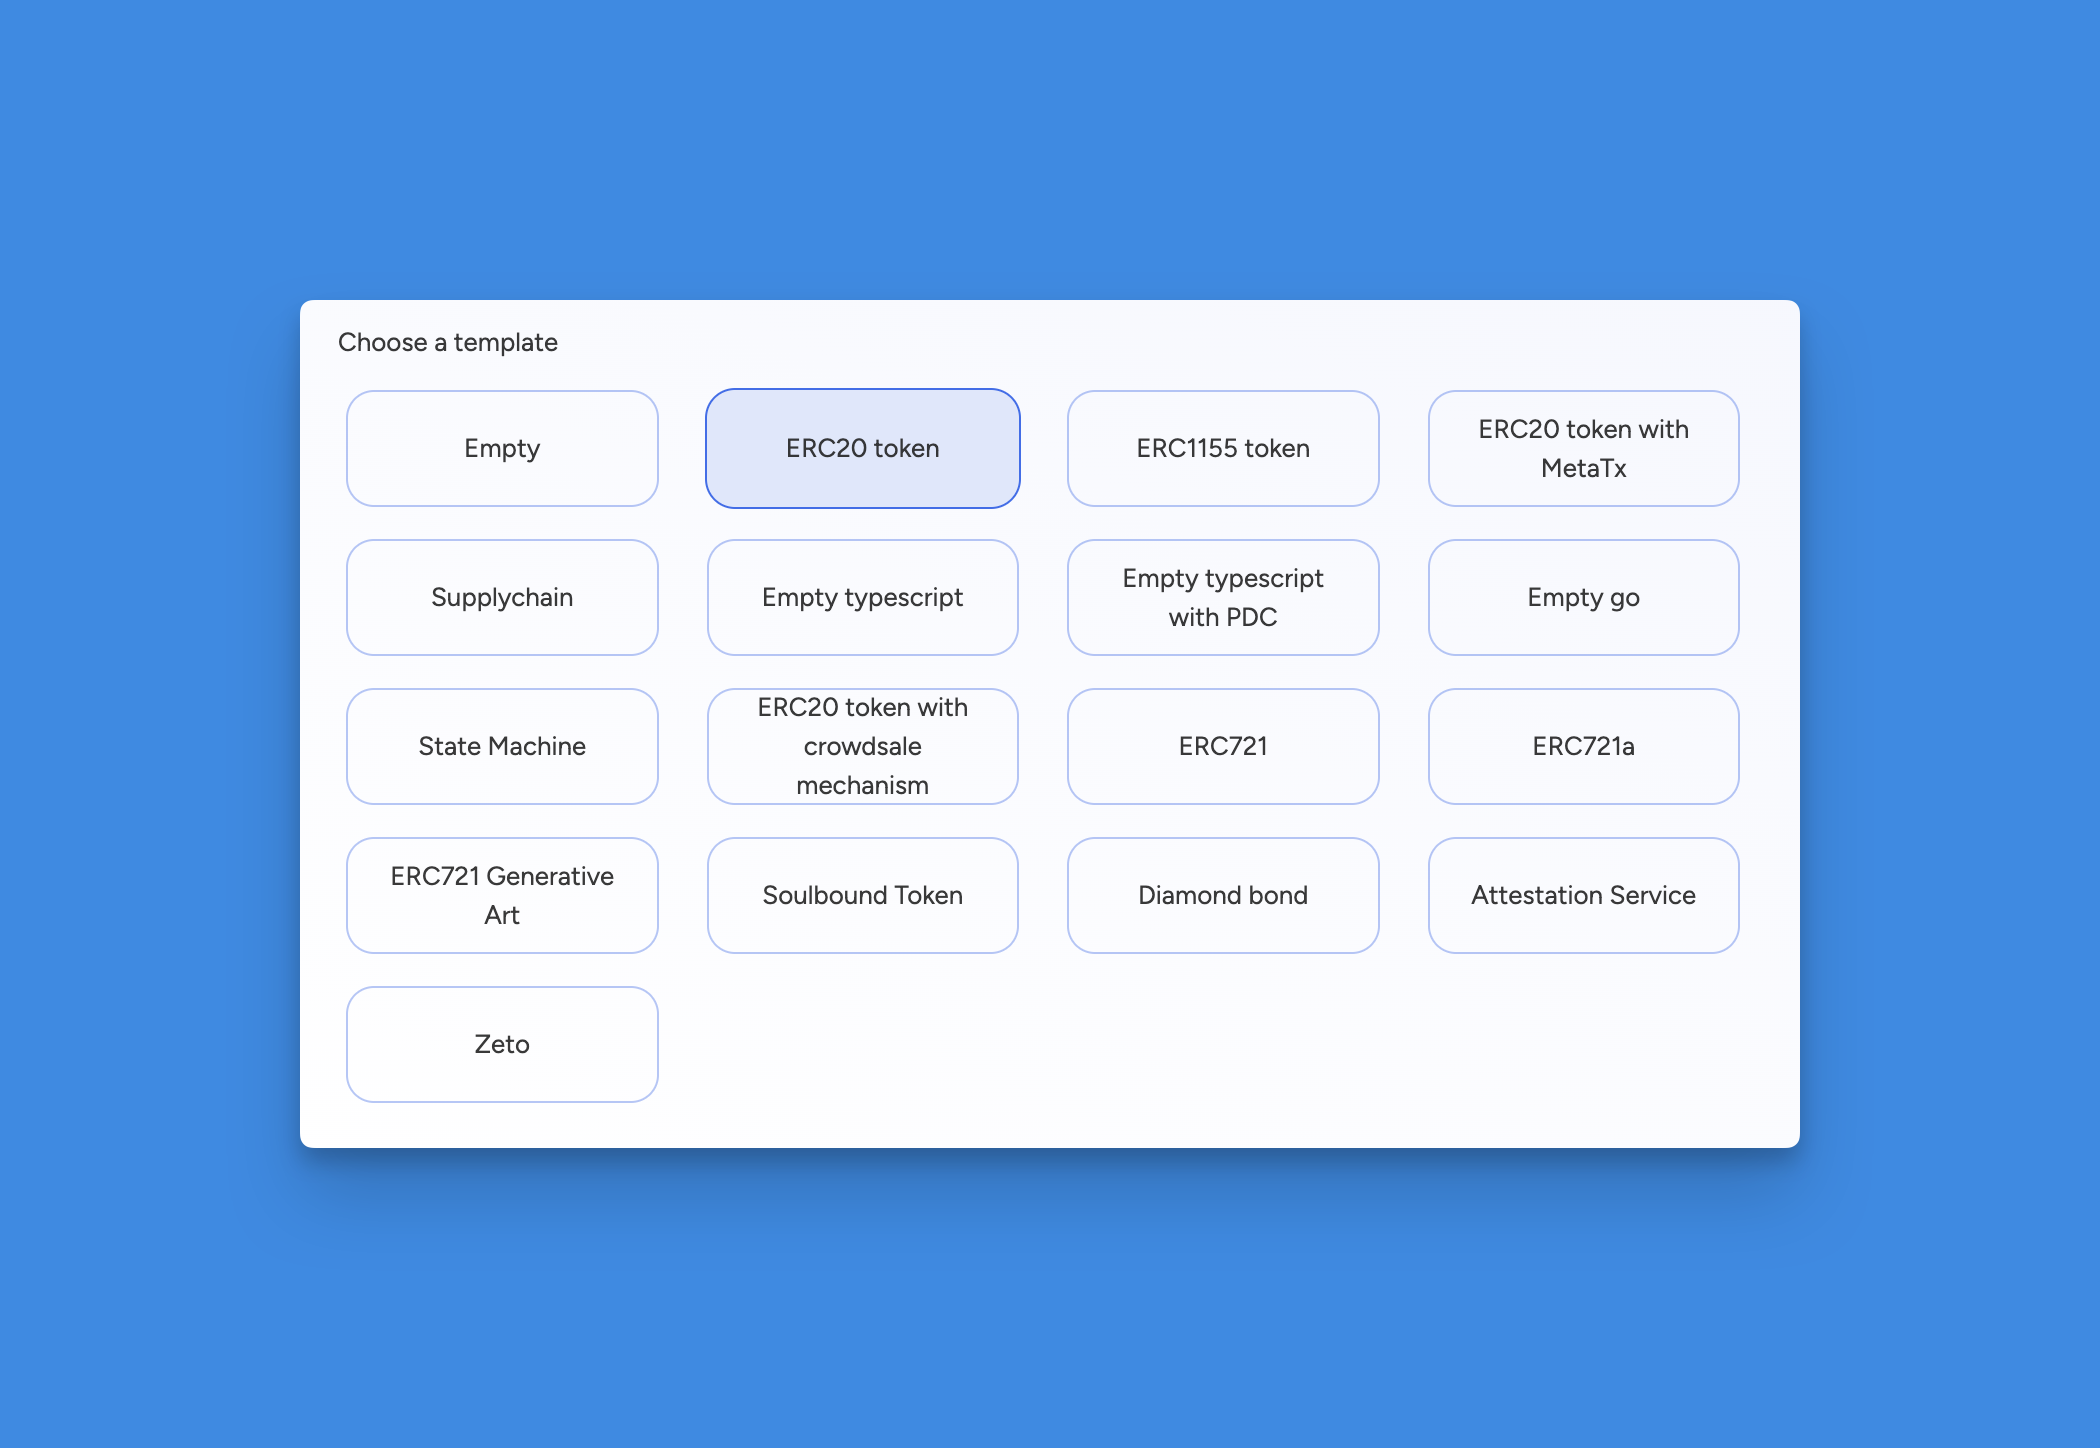 Choose a template
Empty
ERC20 token
ERC1155 token
ERC20 token with
MetaTx
Supplychain
Empty typescript
Empty typescript
with PDC
Empty go
State Machine
ERC20 token with
crowdsale
mechanism
ERC721
ERC721a
ERC721 Generative
Art
Soulbound Token
Diamond bond
Attestation Service
Zeto